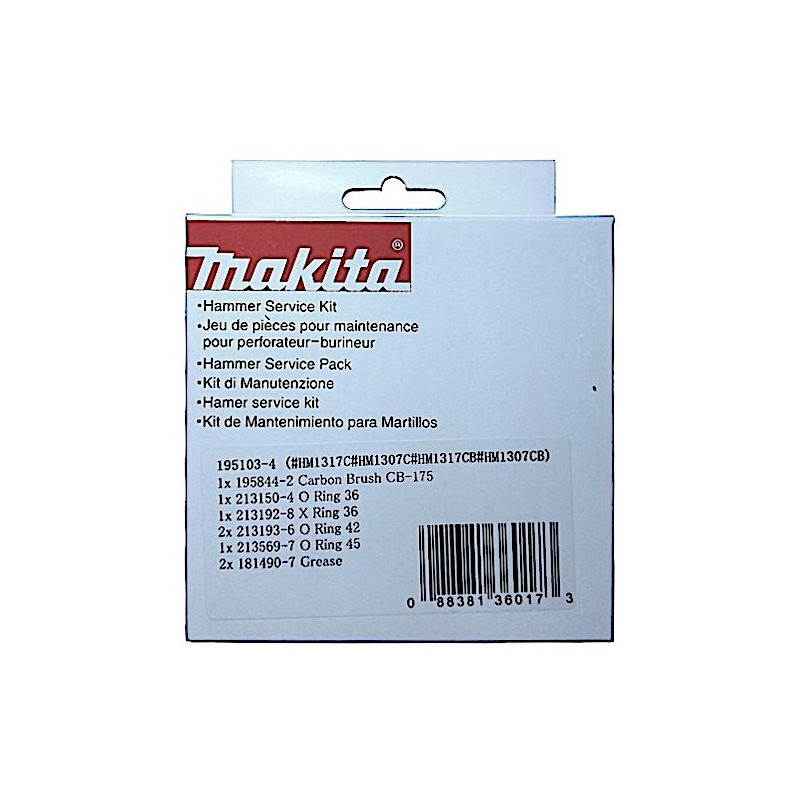 makita®
•Hammer Service Kit
•Jeu de pièces pour maintenance
pour perforateur-burineur
•Hammer Service Pack
•Kit di Manutenzione
•Hamer service kit
•Kit de Mantenimiento para Martillos
195103-4 (#HM1317C#HM1307C#HM1317CB#HM1307CB)
1x 195844-2 Carbon Brush CB-175
1x 213150-4 O Ring 36
1x 213192-8 X Ring 36
2x 213193-6 O Ring 42
1x 213569-7 O Ring 45
2x 181490-7 Grease
0 88381 36017 3